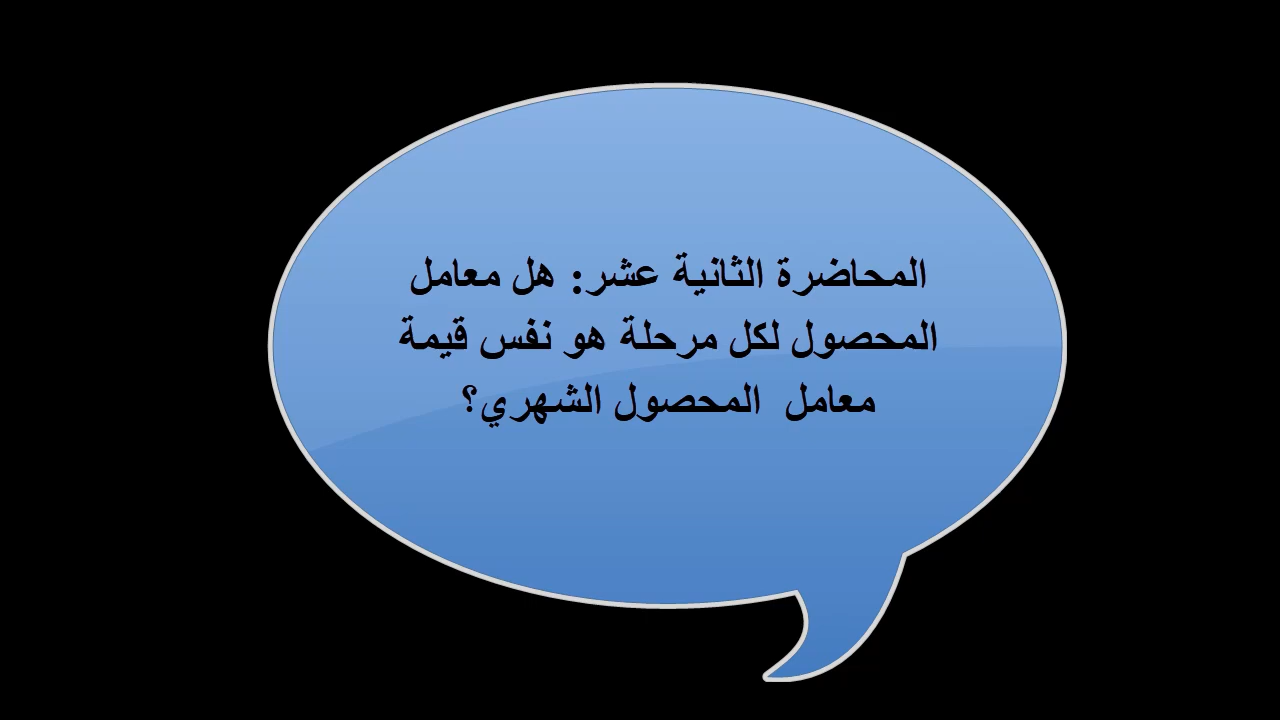 المحاضرة الثانية عشر: هل معامل
المحصول لكل مرحلة هو نفس قيمة
معامل المحصول الشهري؟